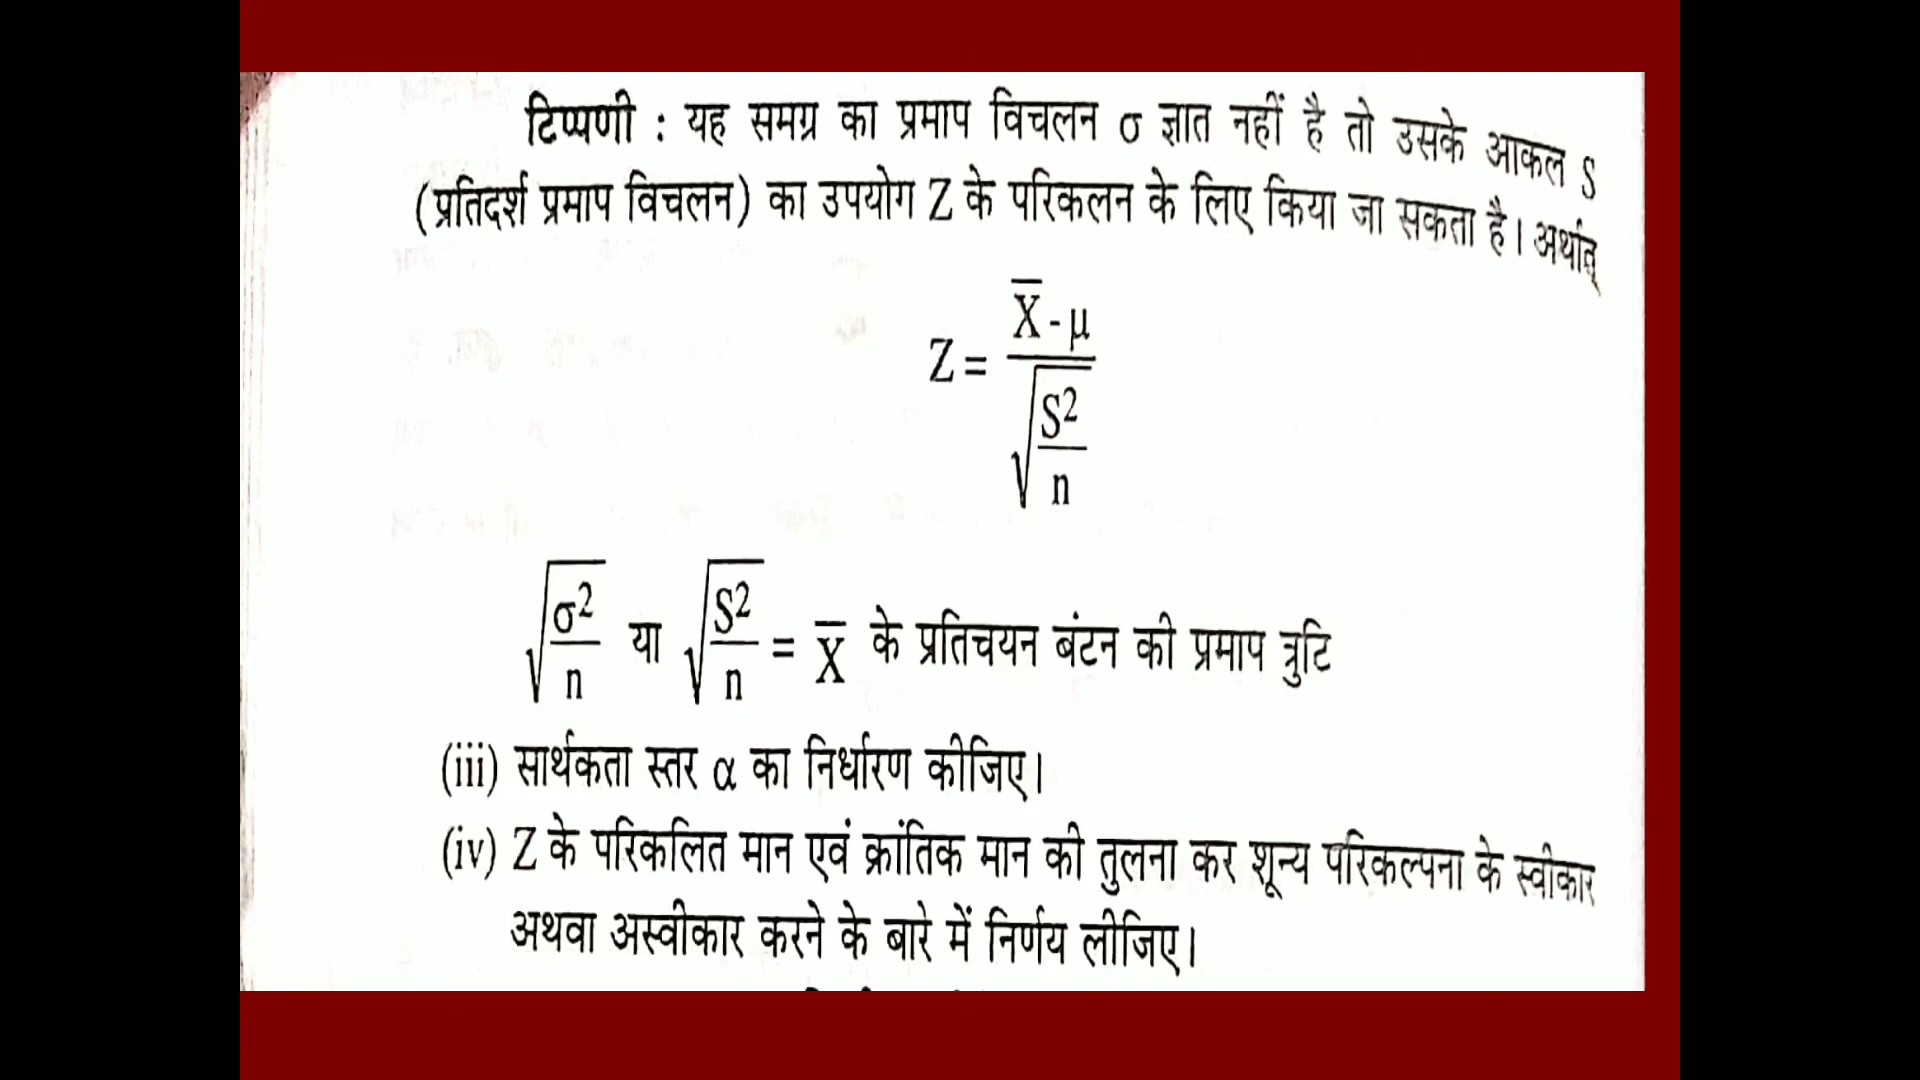 टिप्पणी : यह समग्र का प्रमाप विचलन σ ज्ञात नहीं है तो उसके आकल S
(प्रतिदर्श प्रमाप विचलन) का उपयोग Z के परिकलन के लिए किया जा सकता है। अर्थात्
Z = (X̅ - μ) / √(S²/n)
√(σ²/n) या √(S²/n) = X̅ के प्रतिचयन बंटन की प्रमाप त्रुटि
(iii) सार्थकता स्तर α का निर्धारण कीजिए।
(iv) Z के परिकलित मान एवं क्रांतिक मान की तुलना कर शून्य परिकल्पना के स्वीकार
अथवा अस्वीकार करने के बारे में निर्णय लीजिए।